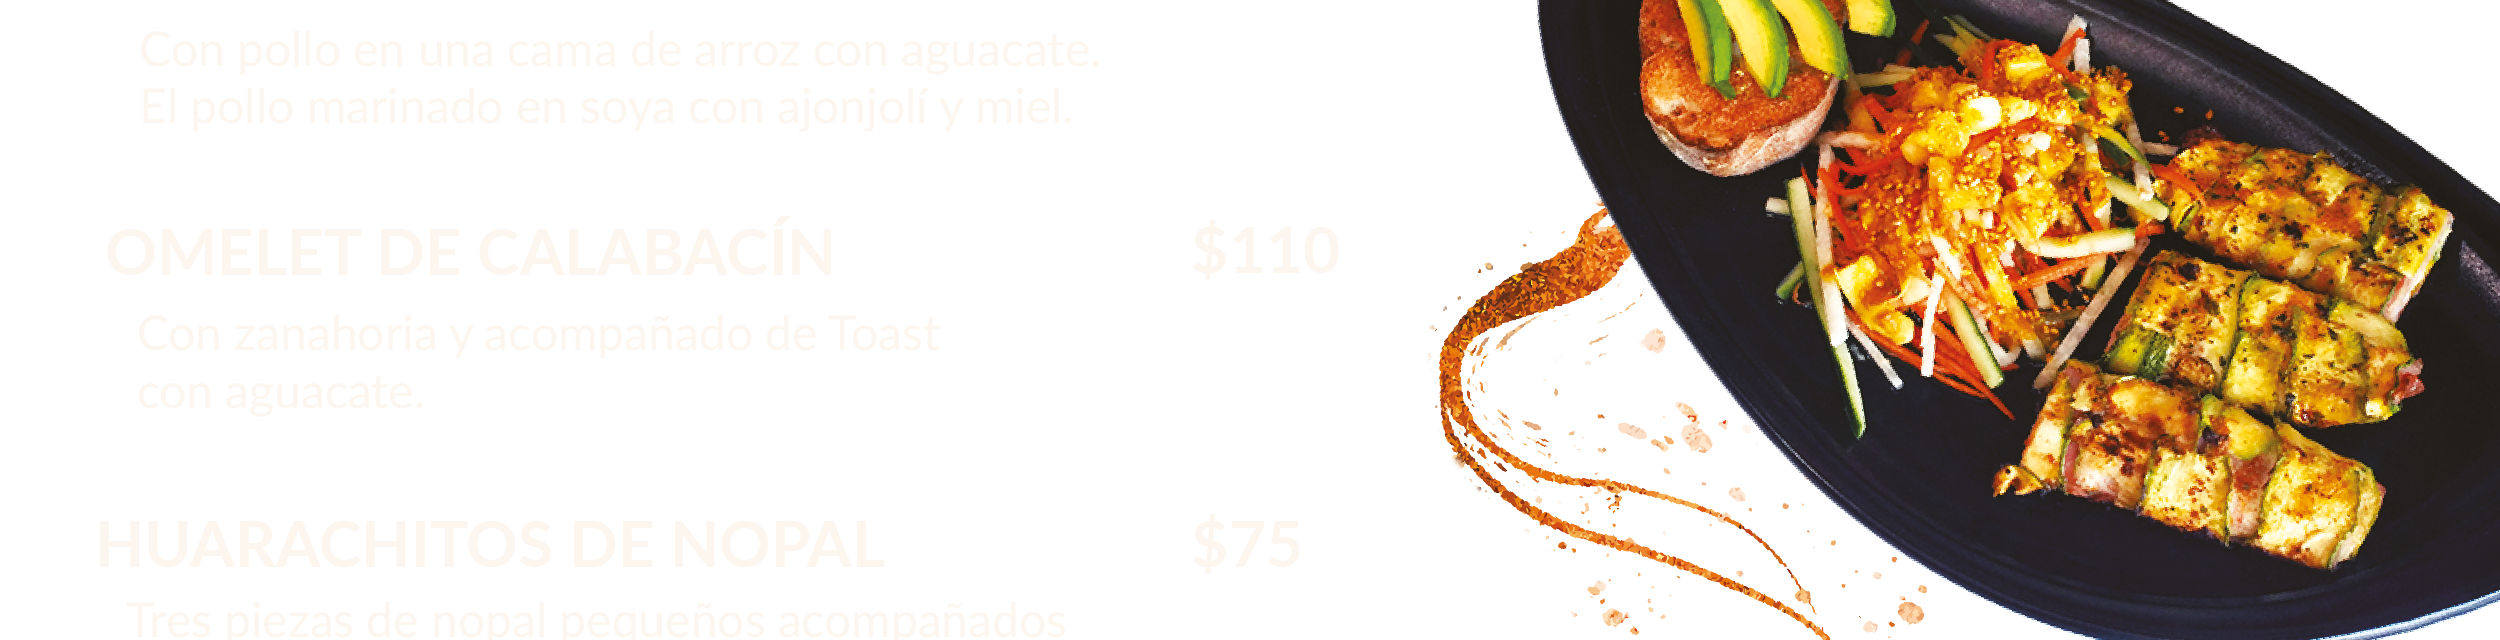 Con pollo en una cama de arroz con aguacate.
El pollo marinado en soya con ajonjolí y miel.
OMELET DE CALABACÍN $110
Con zanahoria y acompañado de Toast
con aguacate.
HUARACHITOS DE NOPAL $75
Tres piezas de nopal pequeños acompañados